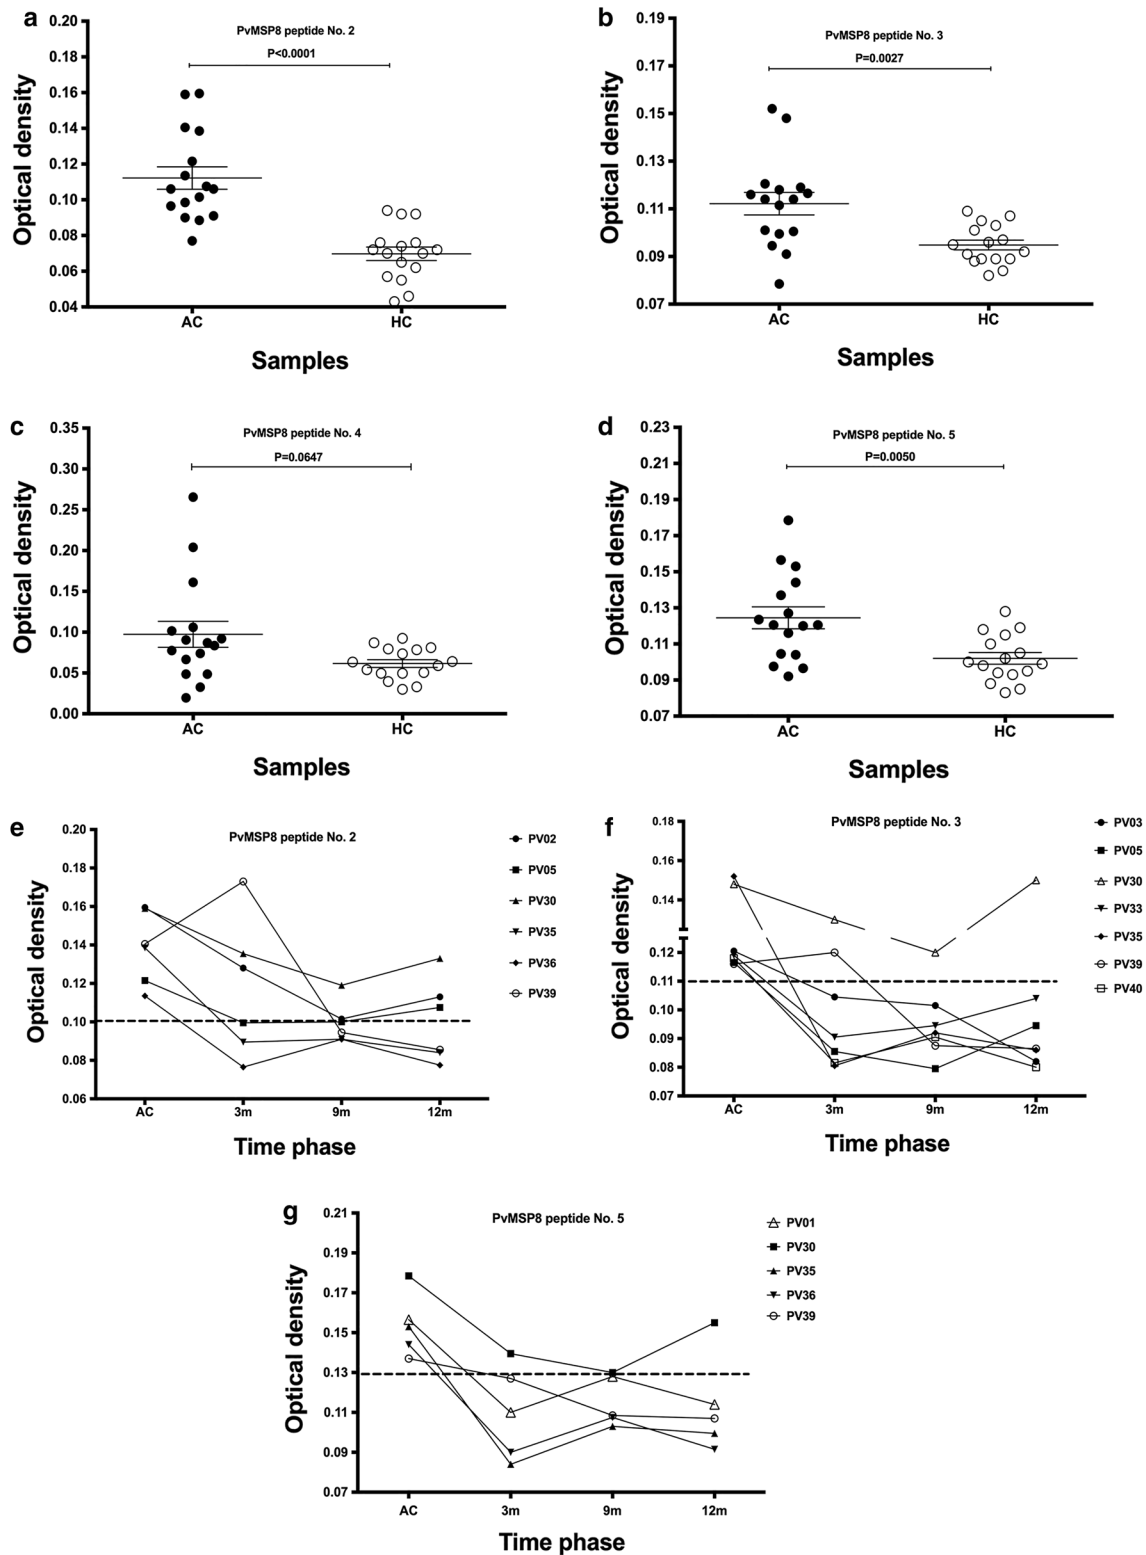 a
PvMSP8 peptide No. 2
P<0.0001
Optical density
0.20
0.18
0.16
0.14
0.12
0.10
0.08
0.06
0.04
AC
HC
Samples
b
PvMSP8 peptide No. 3
P=0.0027
Optical density
0.19
0.17
0.15
0.13
0.11
0.09
0.07
AC
HC
Samples
c
PvMSP8 peptide No. 4
P=0.0647
Optical density
0.35
0.30
0.25
0.20
0.15
0.10
0.05
0.00
AC
HC
Samples
d
PvMSP8 peptide No. 5
P=0.0050
Optical density
0.23
0.21
0.19
0.17
0.15
0.13
0.11
0.09
0.07
AC
HC
Samples
e
PvMSP8 peptide No. 2
Optical density
0.20
0.18
0.16
0.14
0.12
0.10
0.08
0.06
AC
3m
9m
12m
Time phase
PV02
PV05
PV30
PV35
PV36
PV39
f
PvMSP8 peptide No. 3
Optical density
0.18
0.16
0.14
0.12
0.11
0.10
0.09
0.08
0.07
AC
3m
9m
12m
Time phase
PV03
PV05
PV30
PV33
PV35
PV39
PV40
g
PvMSP8 peptide No. 5
Optical density
0.21
0.19
0.17
0.15
0.13
0.11
0.09
0.07
AC
3m
9m
12m
Time phase
PV01
PV30
PV35
PV36
PV39